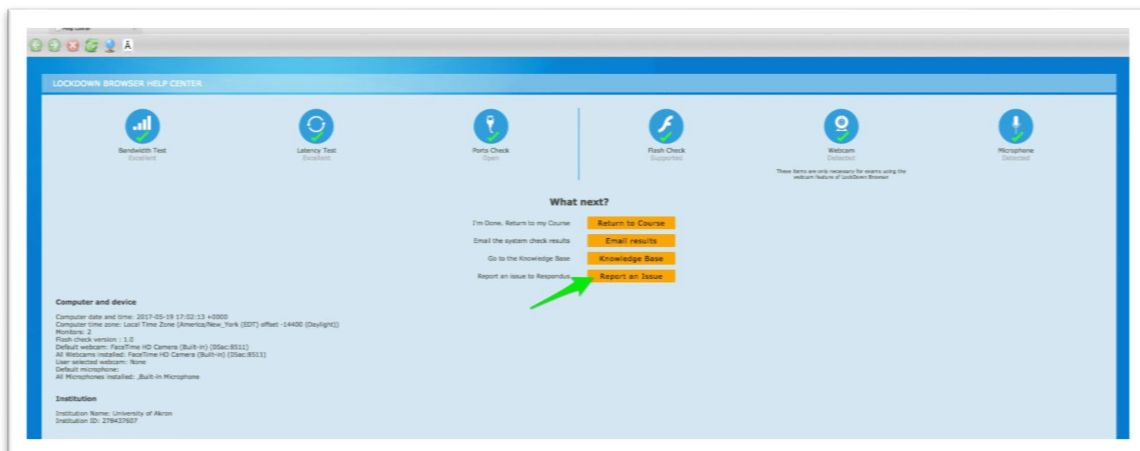 Help Center
LOCKDOWN BROWSER HELP CENTER
Bandwidth Test
Excellent
Latency Test
Excellent
Ports Check
Open
Flash Check
Supported
Webcam
Detected
Microphone
Detected
These items are only necessary for exams using the
webcam feature of LockDown Browser
What next?
I'm Done, Return to my Course Return to Course
Email the system check results Email results
Go to the Knowledge Base Knowledge Base
Report an issue to Respondus Report an Issue
Computer and device
Computer date and time: 2017-05-19 17:02:13 +0000
Computer time zone: Local Time Zone (America/New_York (EDT) offset -14400 (Daylight))
Monitors: 2
Flash check version : 1.0
Default webcam: FaceTime HD Camera (Built-in) (05ac:8511)
All Webcams installed: FaceTime HD Camera (Built-in) (05ac:8511)
User selected webcam: None
Default microphone:
All Microphones installed: ,Built-in Microphone
Institution
Institution Name: University of Akron
Institution ID: 278437607